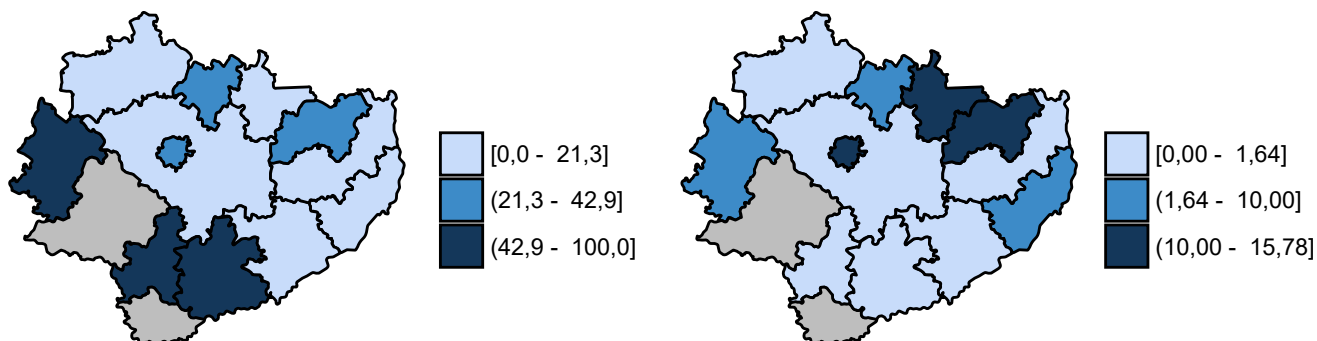 [0,0 - 21,3]
(21,3 - 42,9]
(42,9 - 100,0]
[0,00 - 1,64]
(1,64 - 10,00]
(10,00 - 15,78]